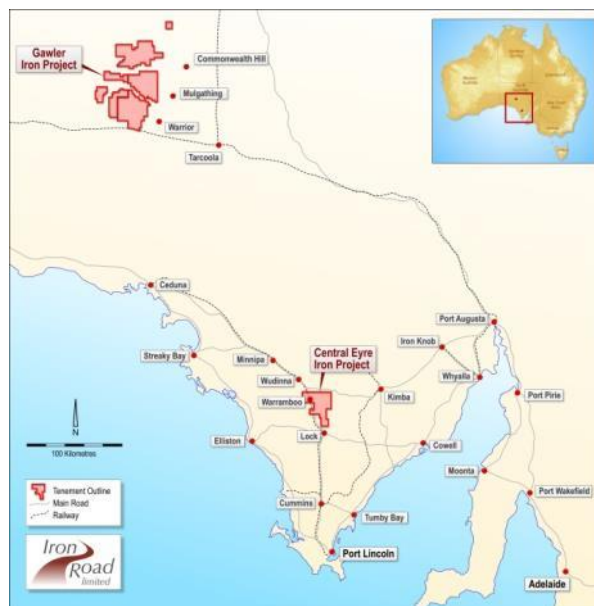 Gawler
Iron Project
Commonwealth Hill
Mulgathing
Warrior
Tarcoola
Ceduna
Port Augusta
Streaky Bay
Minnipa
Iron Knob
Central Eyre
Iron Project
Wudinna
Whyalla
Warramboo
Kimba
Port Pirie
Elliston
Lock
Cowell
Moonta
N
100 Kilometres
Tenement Outline
Main Road
Railway
Cummins
Tumby Bay
Port Wakefield
Port Lincoln
Adelaide
Iron
Road
limited